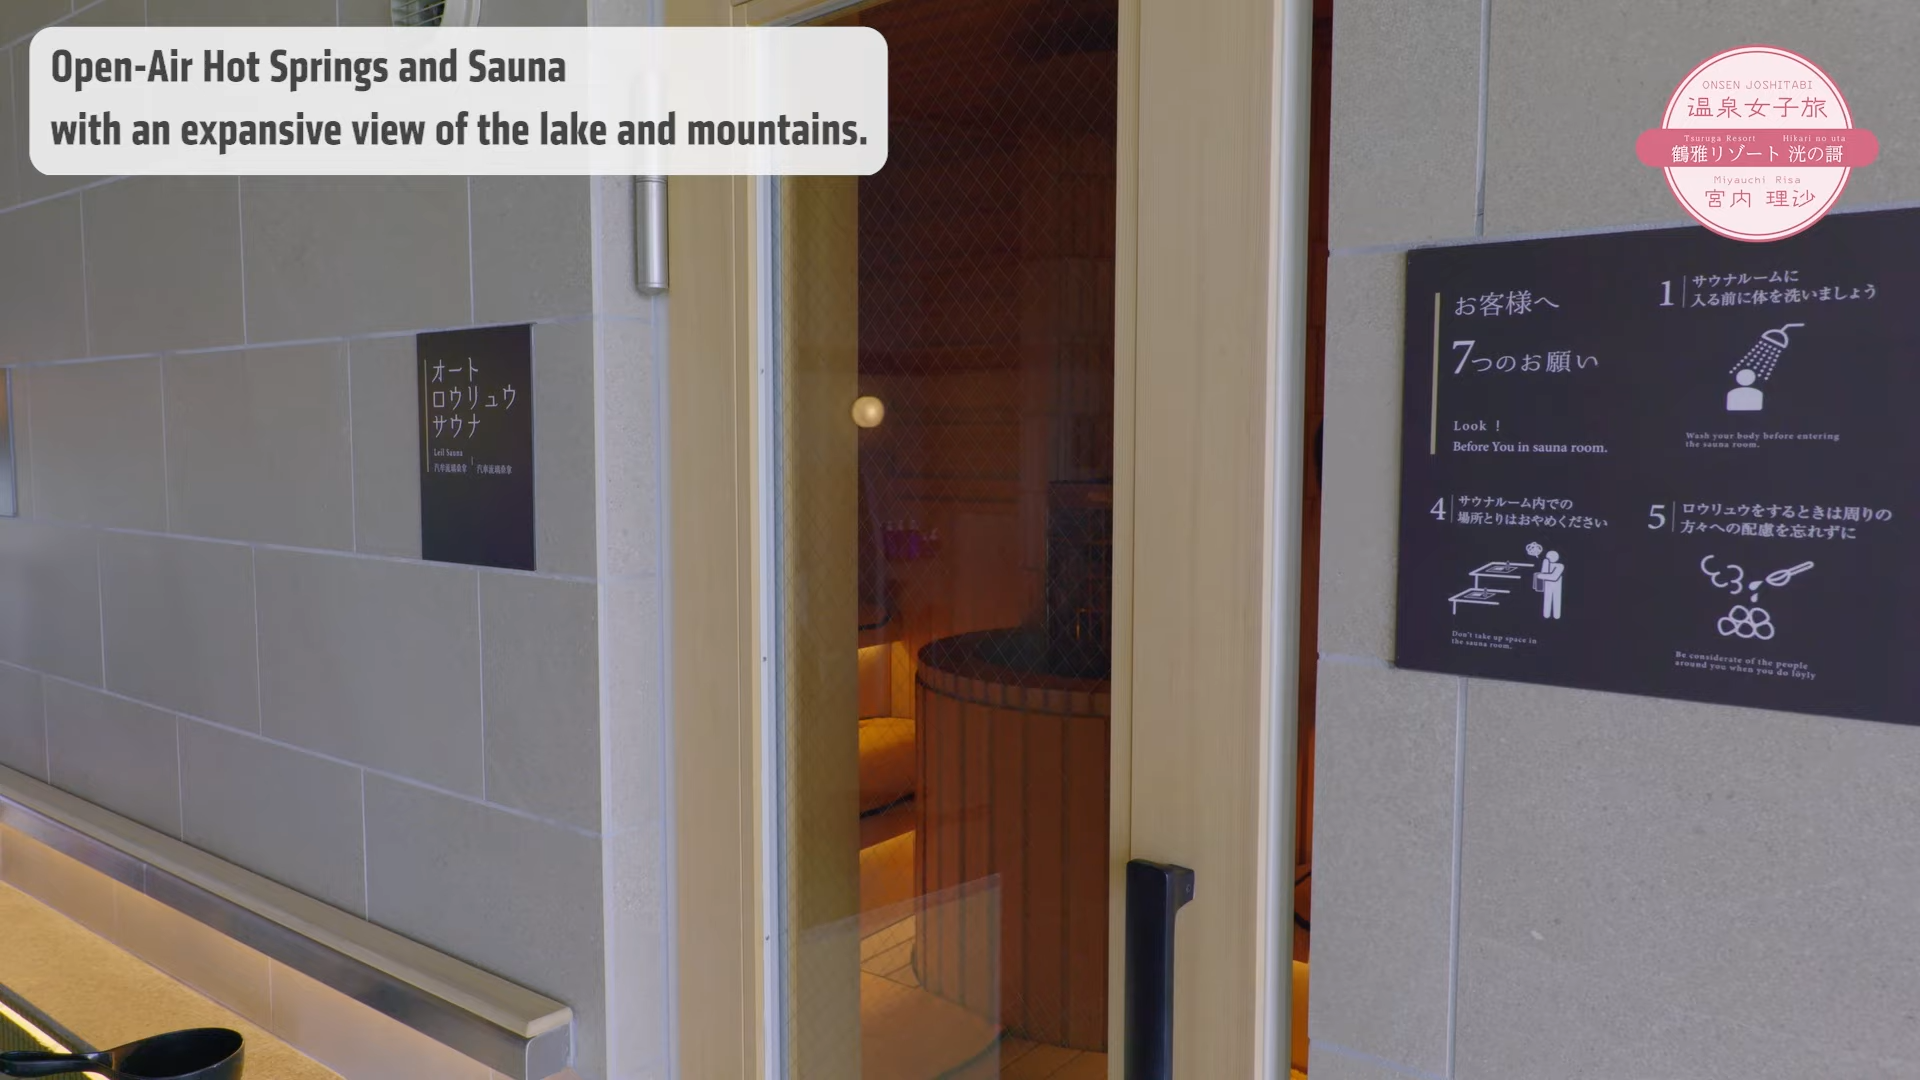 Open-Air Hot Springs and Sauna
with an expansive view of the lake and mountains.
ONSEN JOSHITABI
温泉女子旅
Tsuruga Resort Hikari no uta
鶴雅リゾート 洸の謌
Miyauchi Risa
宮内 理沙
オート
ロウリュウ
サウナ
Leil Sauna
お客様へ
7つのお願い
Look !
Before You in sauna room.
1 サウナルームに
入る前に体を洗いましょう
Wash your body before entering
the sauna room.
4 サウナルーム内での
場所とりはおやめください
Don't take up space in
the sauna room.
5 ロウリュウをするときは周りの
方々への配慮を忘れずに
Be considerate of the people
around you when you do löyly